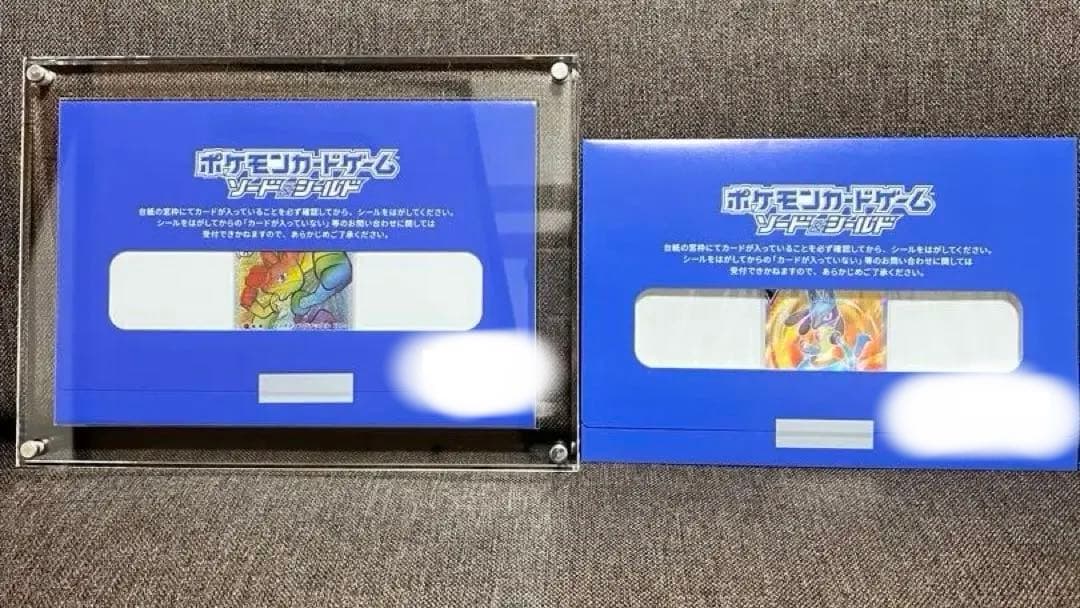 ポケモンカードゲーム
ソード&シールド
台紙の窓枠にてカードが入っていることを必ず確認してから、シールをはがしてください。
シールをはがしてからの「カードが入っていない」等のお問い合わせに関しては
受付できかねますので、あらかじめご了承ください。
ポケモンカードゲーム
ソード&シールド
台紙の窓枠にてカードが入っていることを必ず確認してから、シールをはがしてください。
シールをはがしてからの「カードが入っていない」等のお問い合わせに関しては
受付できかねますので、あらかじめご了承ください。